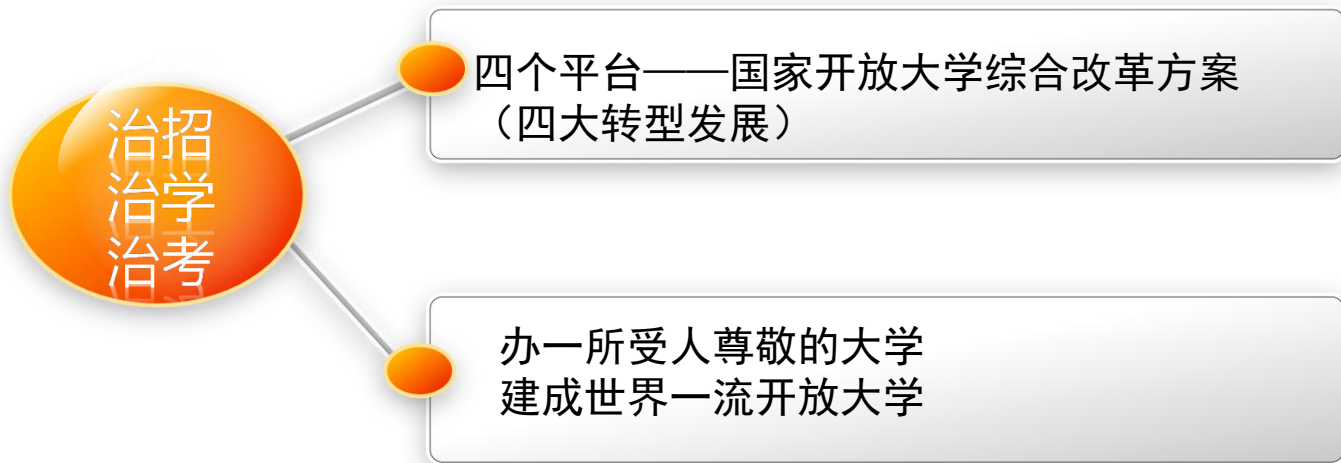 治招
治学
治考
四个平台——国家开放大学综合改革方案
（四大转型发展）
办一所受人尊敬的大学
建成世界一流开放大学